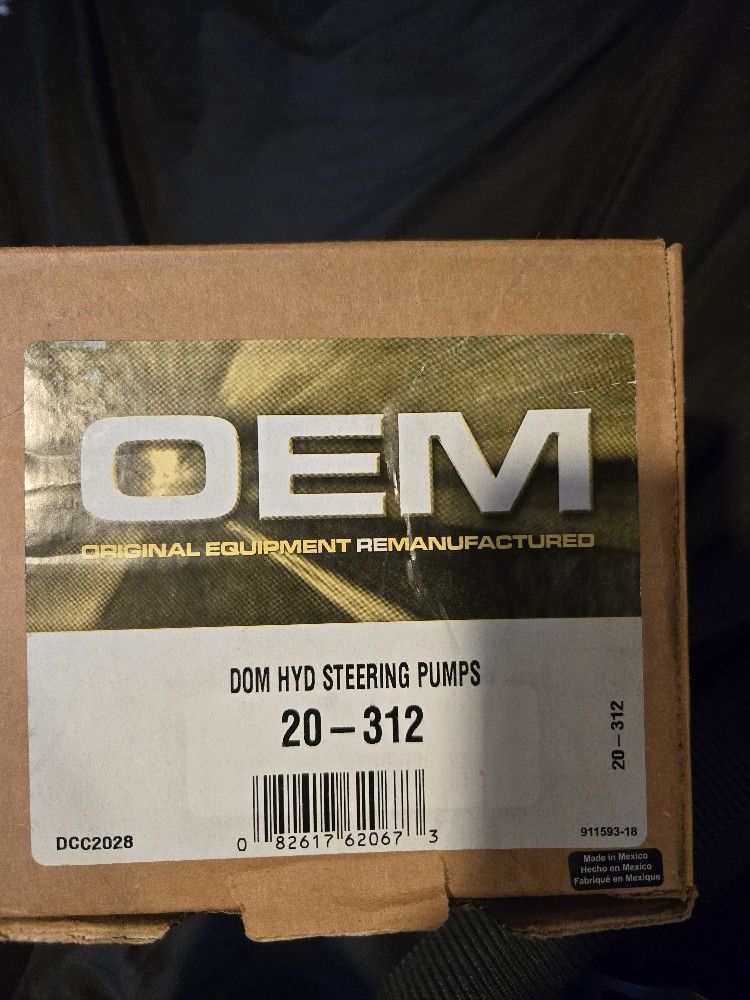 OEM
ORIGINAL EQUIPMENT REMANUFACTURED
DOM HYD STEERING PUMPS
20-312
20-312
DCC2028
0 82617 62067 3
911593-18
Made in Mexico
Hecho en Mexico
Fabriqué en Mexique